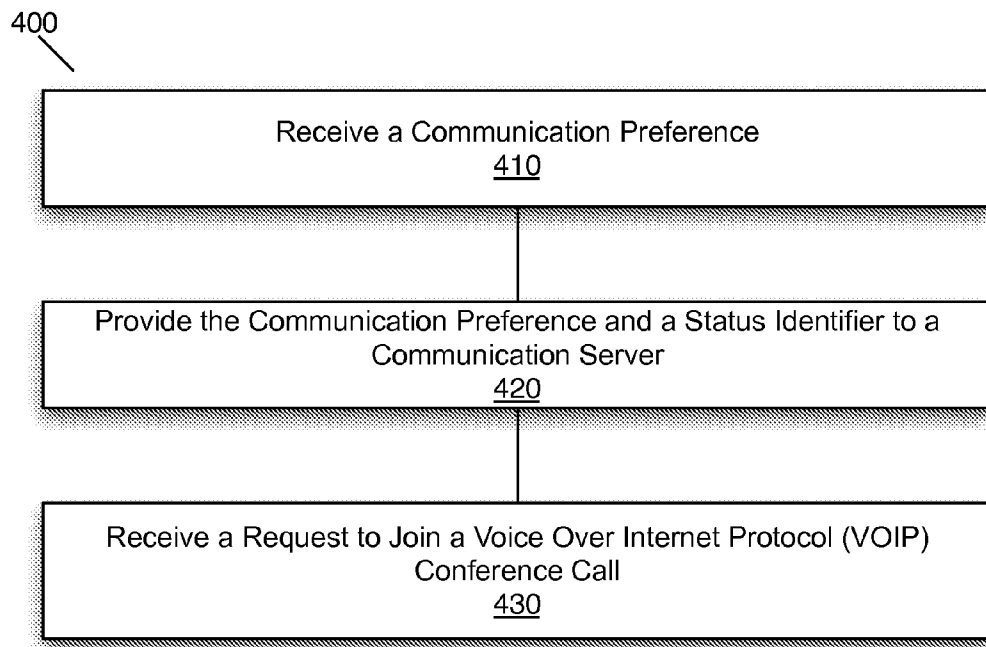 400
Receive a Communication Preference
410
Provide the Communication Preference and a Status Identifier to a
Communication Server
420
Receive a Request to Join a Voice Over Internet Protocol (VOIP)
Conference Call
430